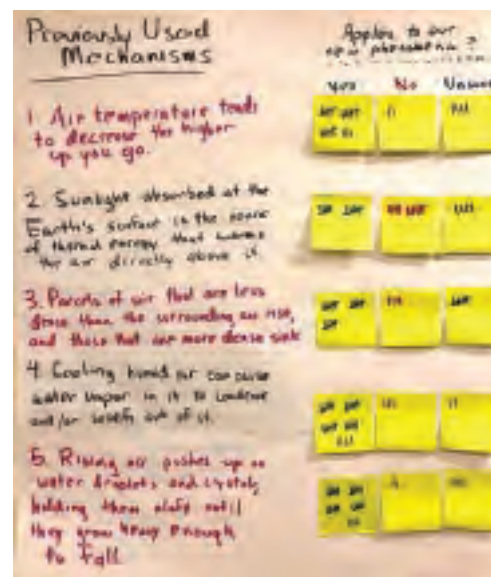 Previously Used
Mechanisms
Applies to our
new phenomena?
Yes No Unsure
1. Air temperature tends
to decrease the higher
up you go.
2. Sunlight absorbed at the
Earth's surface is the source
of thermal energy that
the air directly above it.
3. Parcels of air that are less
dense than the surrounding air rise,
and those that are more dense sink
4. Cooling humid air can cause
water vapor in it to condense
and/or out of it.
5. Rising air pushes up on
water droplets and crystals,
holding them aloft until
they grow heavy enough
to fall